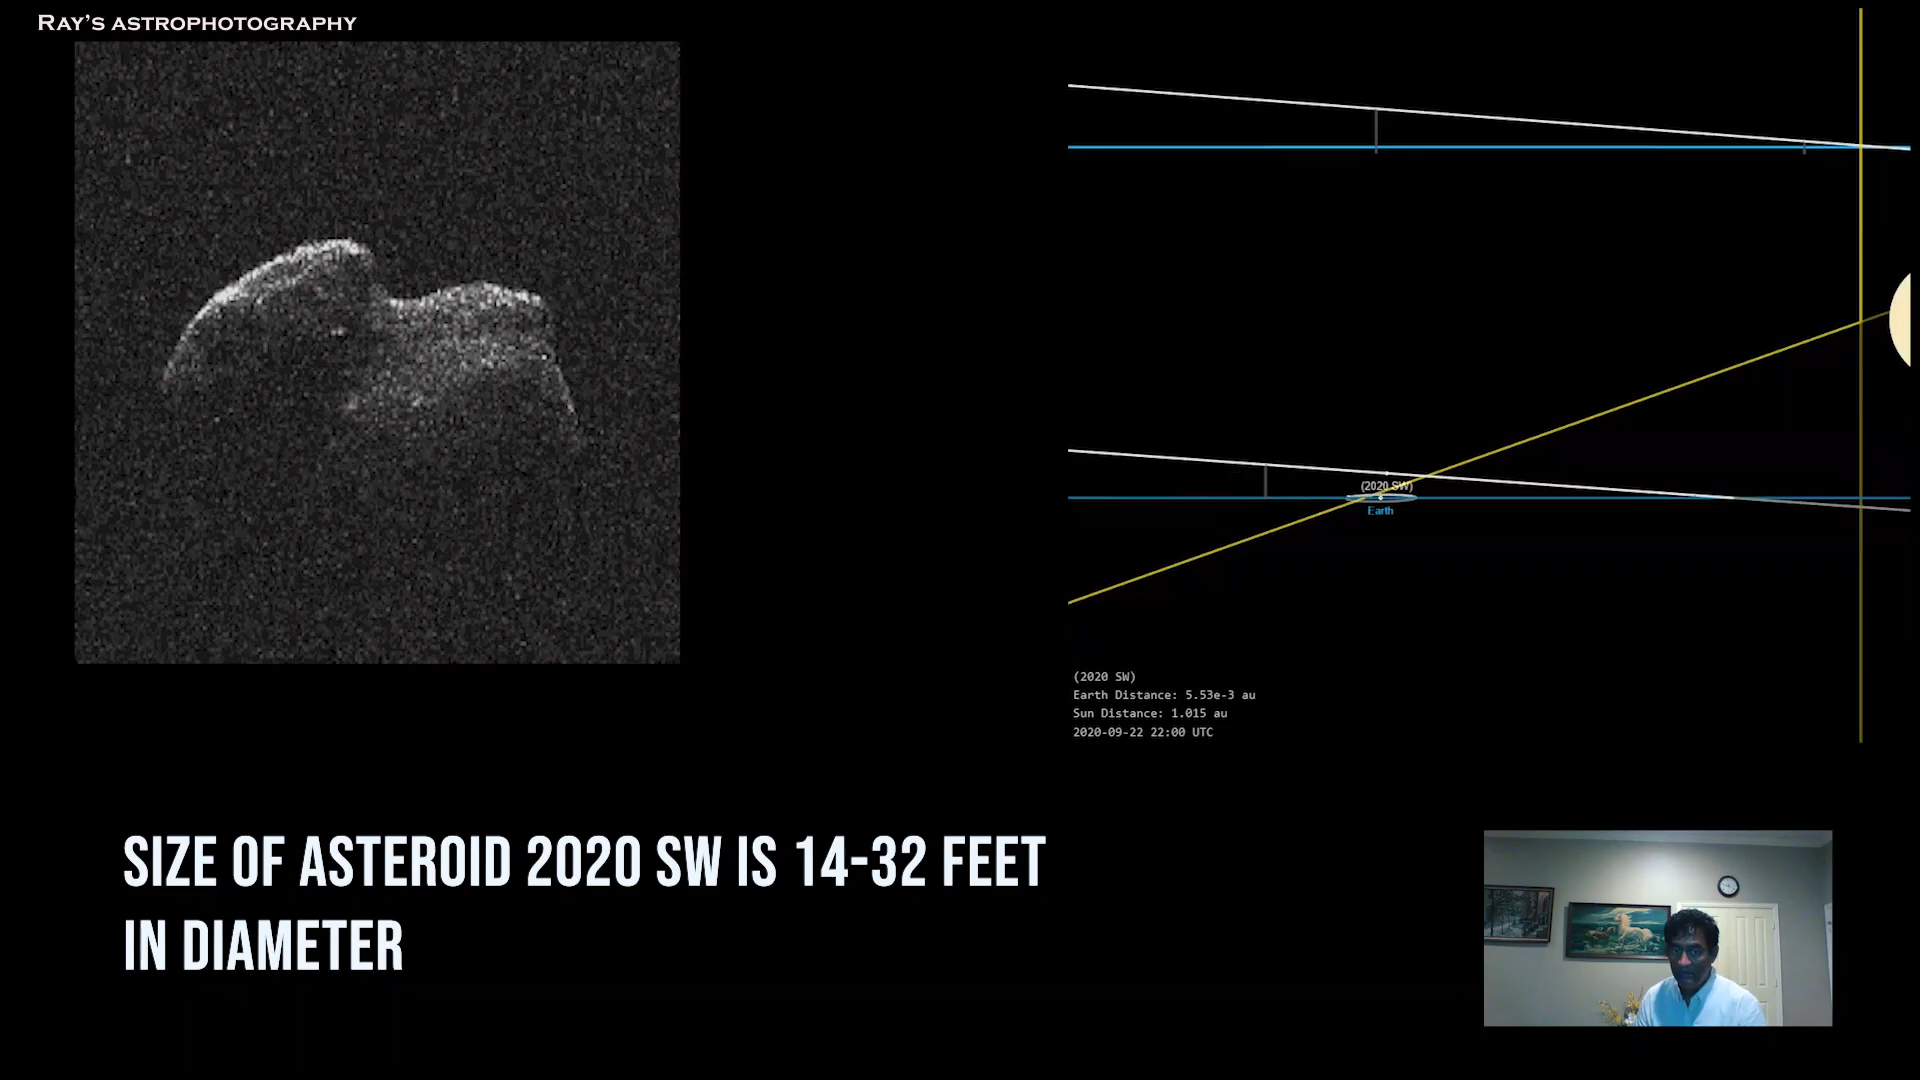 RAY'S ASTROPHOTOGRAPHY
(2020 SW)
Earth
(2020 SW)
Earth Distance: 5.53e-3 au
Sun Distance: 1.015 au
2020-09-22 22:00 UTC
SIZE OF ASTEROID 2020 SW IS 14-32 FEET
IN DIAMETER